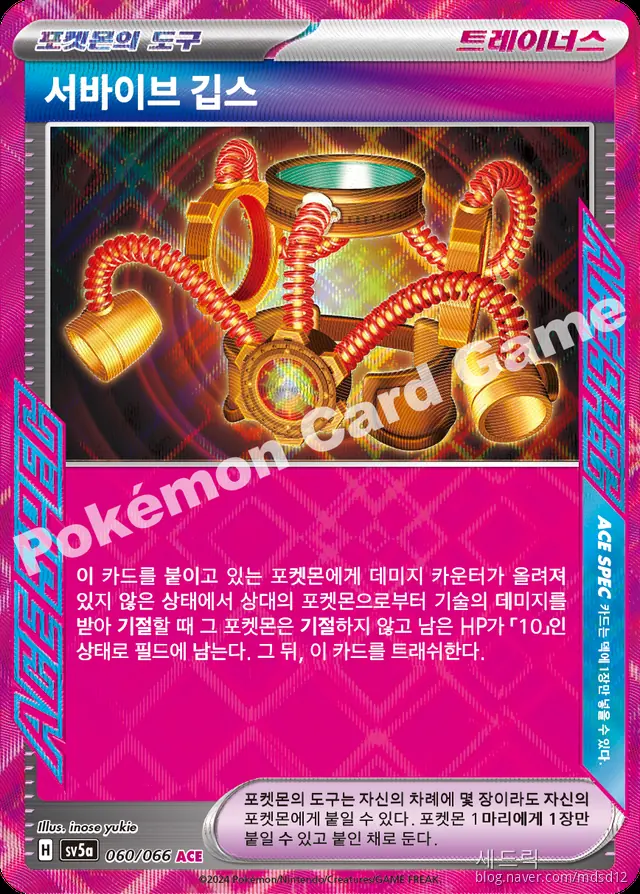 포켓몬의 도구
트레이너스
서바이브 깁스
ACE SPEC
ACE SPEC
Pokémon Card Game
이 카드를 붙이고 있는 포켓몬에게 데미지 카운터가 올려져
있지 않은 상태에서 상대의 포켓몬으로부터 기술의 데미지를
받아 기절할 때 그 포켓몬은 기절하지 않고 남은 HP가 「10」인
상태로 필드에 남는다. 그 뒤, 이 카드를 트래쉬한다.
ACE SPEC 카드는 덱에 1장만 넣을 수 있다.
포켓몬의 도구는 자신의 차례에 몇 장이라도 자신의
포켓몬에게 붙일 수 있다. 포켓몬 1마리에게 1장만
붙일 수 있고 붙인 채로 둔다.
Illus. inose yukie
H sv5a 060/066 ACE
©2024 Pokémon/Nintendo/Creatures/GAME FREAK.
세드릭
blog.naver.com/mdsd12